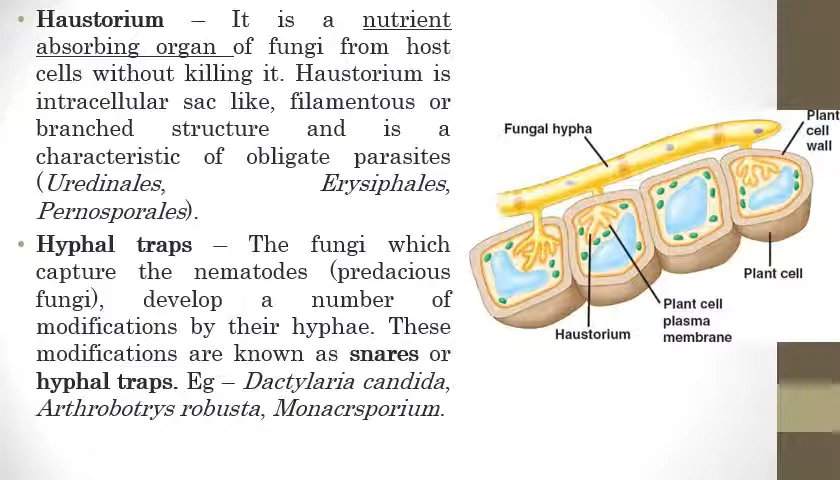 • Haustorium – It is a nutrient
absorbing organ of fungi from host
cells without killing it. Haustorium is
intracellular sac like, filamentous or
branched structure and is a
characteristic of obligate parasites
(Uredinales, Erysiphales,
Pernosporales).
• Hyphal traps – The fungi which
capture the nematodes (predacious
fungi), develop a number of
modifications by their hyphae. These
modifications are known as snares or
hyphal traps. Eg – Dactylaria candida,
Arthrobotrys robusta, Monacrsporium.
Fungal hypha
Plant
cell
wall
Plant cell
Plant cell
plasma
membrane
Haustorium